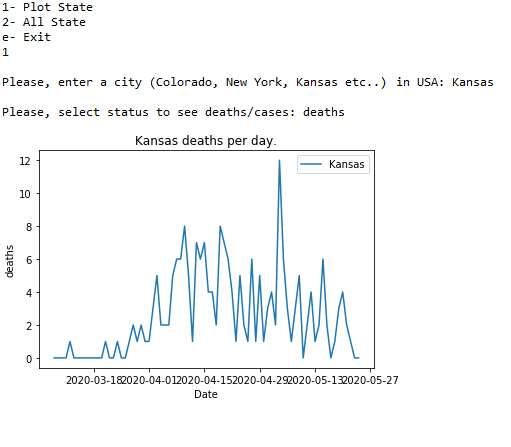 1- Plot State
2- All State
e- Exit
1
Please, enter a city (Colorado, New York, Kansas etc..) in USA: Kansas
Please, select status to see deaths/cases: deaths
Kansas deaths per day.
Kansas
12
10
8
6
4
2
0
deaths
2020-03-18 2020-04-01 2020-04-15 2020-04-29 2020-05-13 2020-05-27
Date